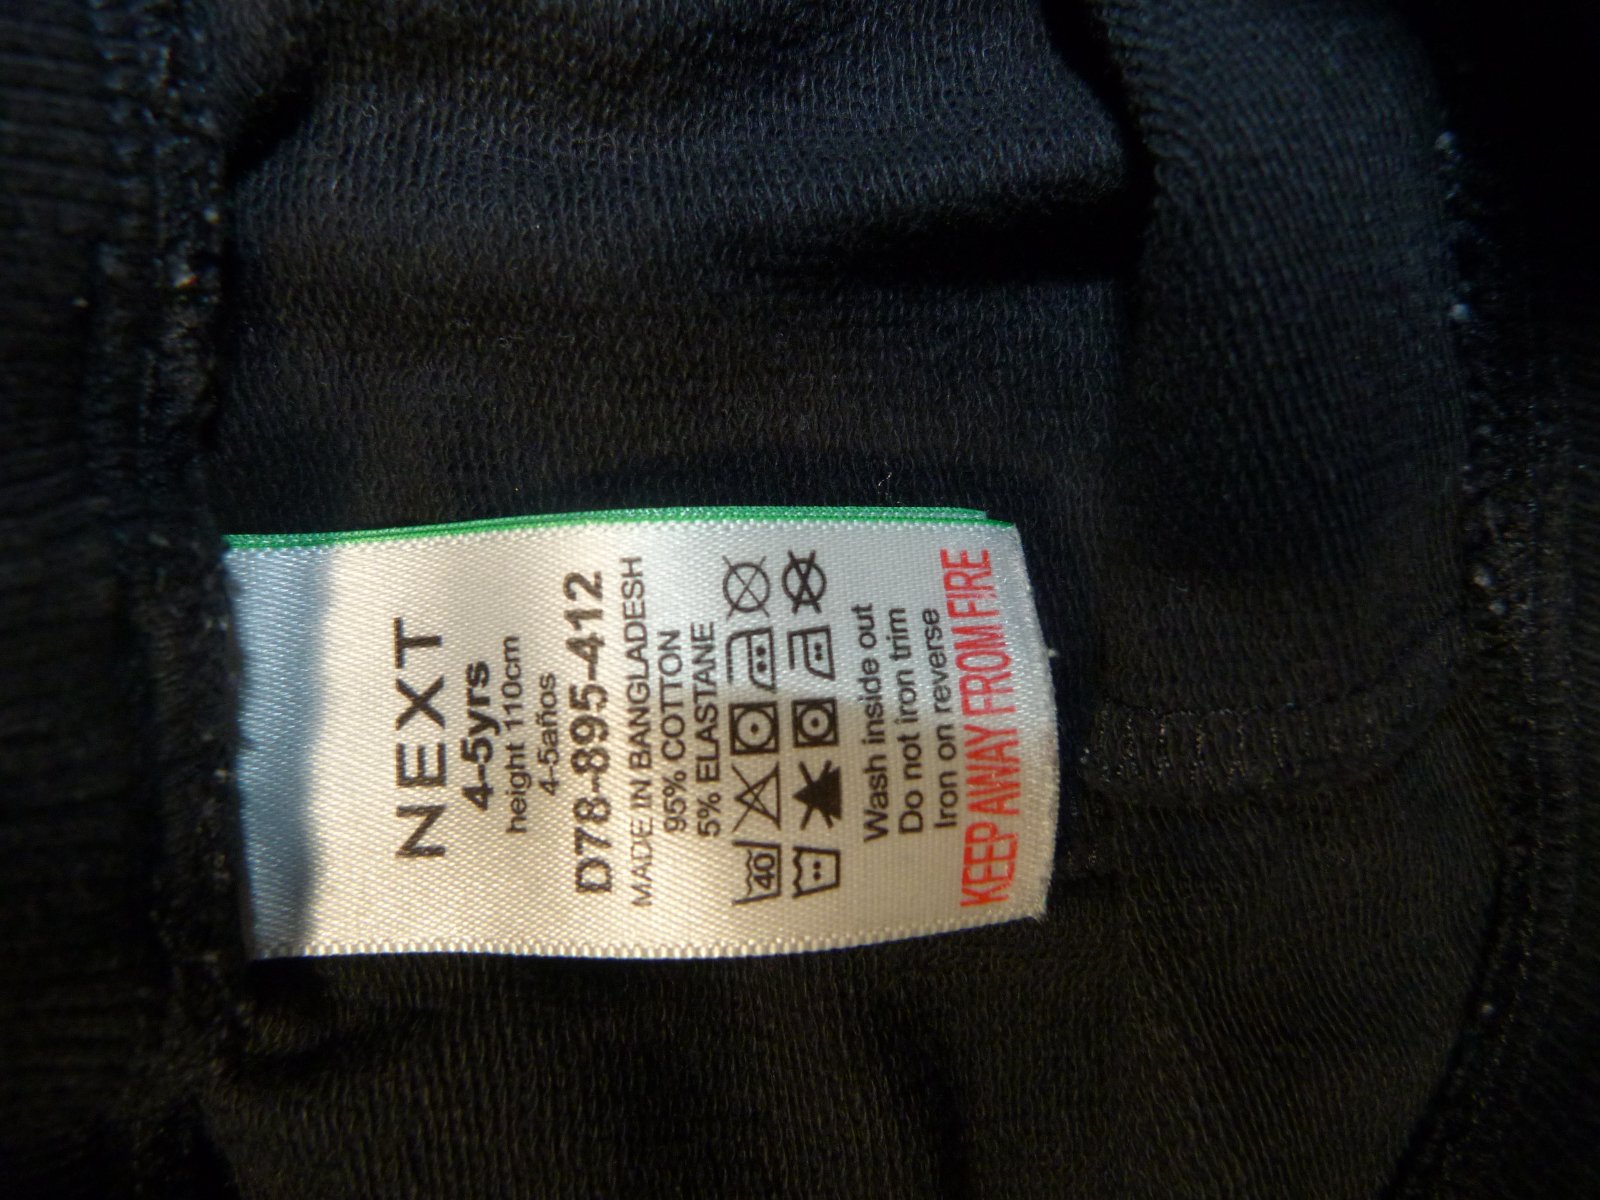 NEXT
4-5yrs
height 110cm
4-5años
D78-895-412
MADE IN BANGLADESH
95% COTTON
5% ELASTANE
40
Wash inside out
Do not iron trim
Iron on reverse
KEEP AWAY FROM FIRE